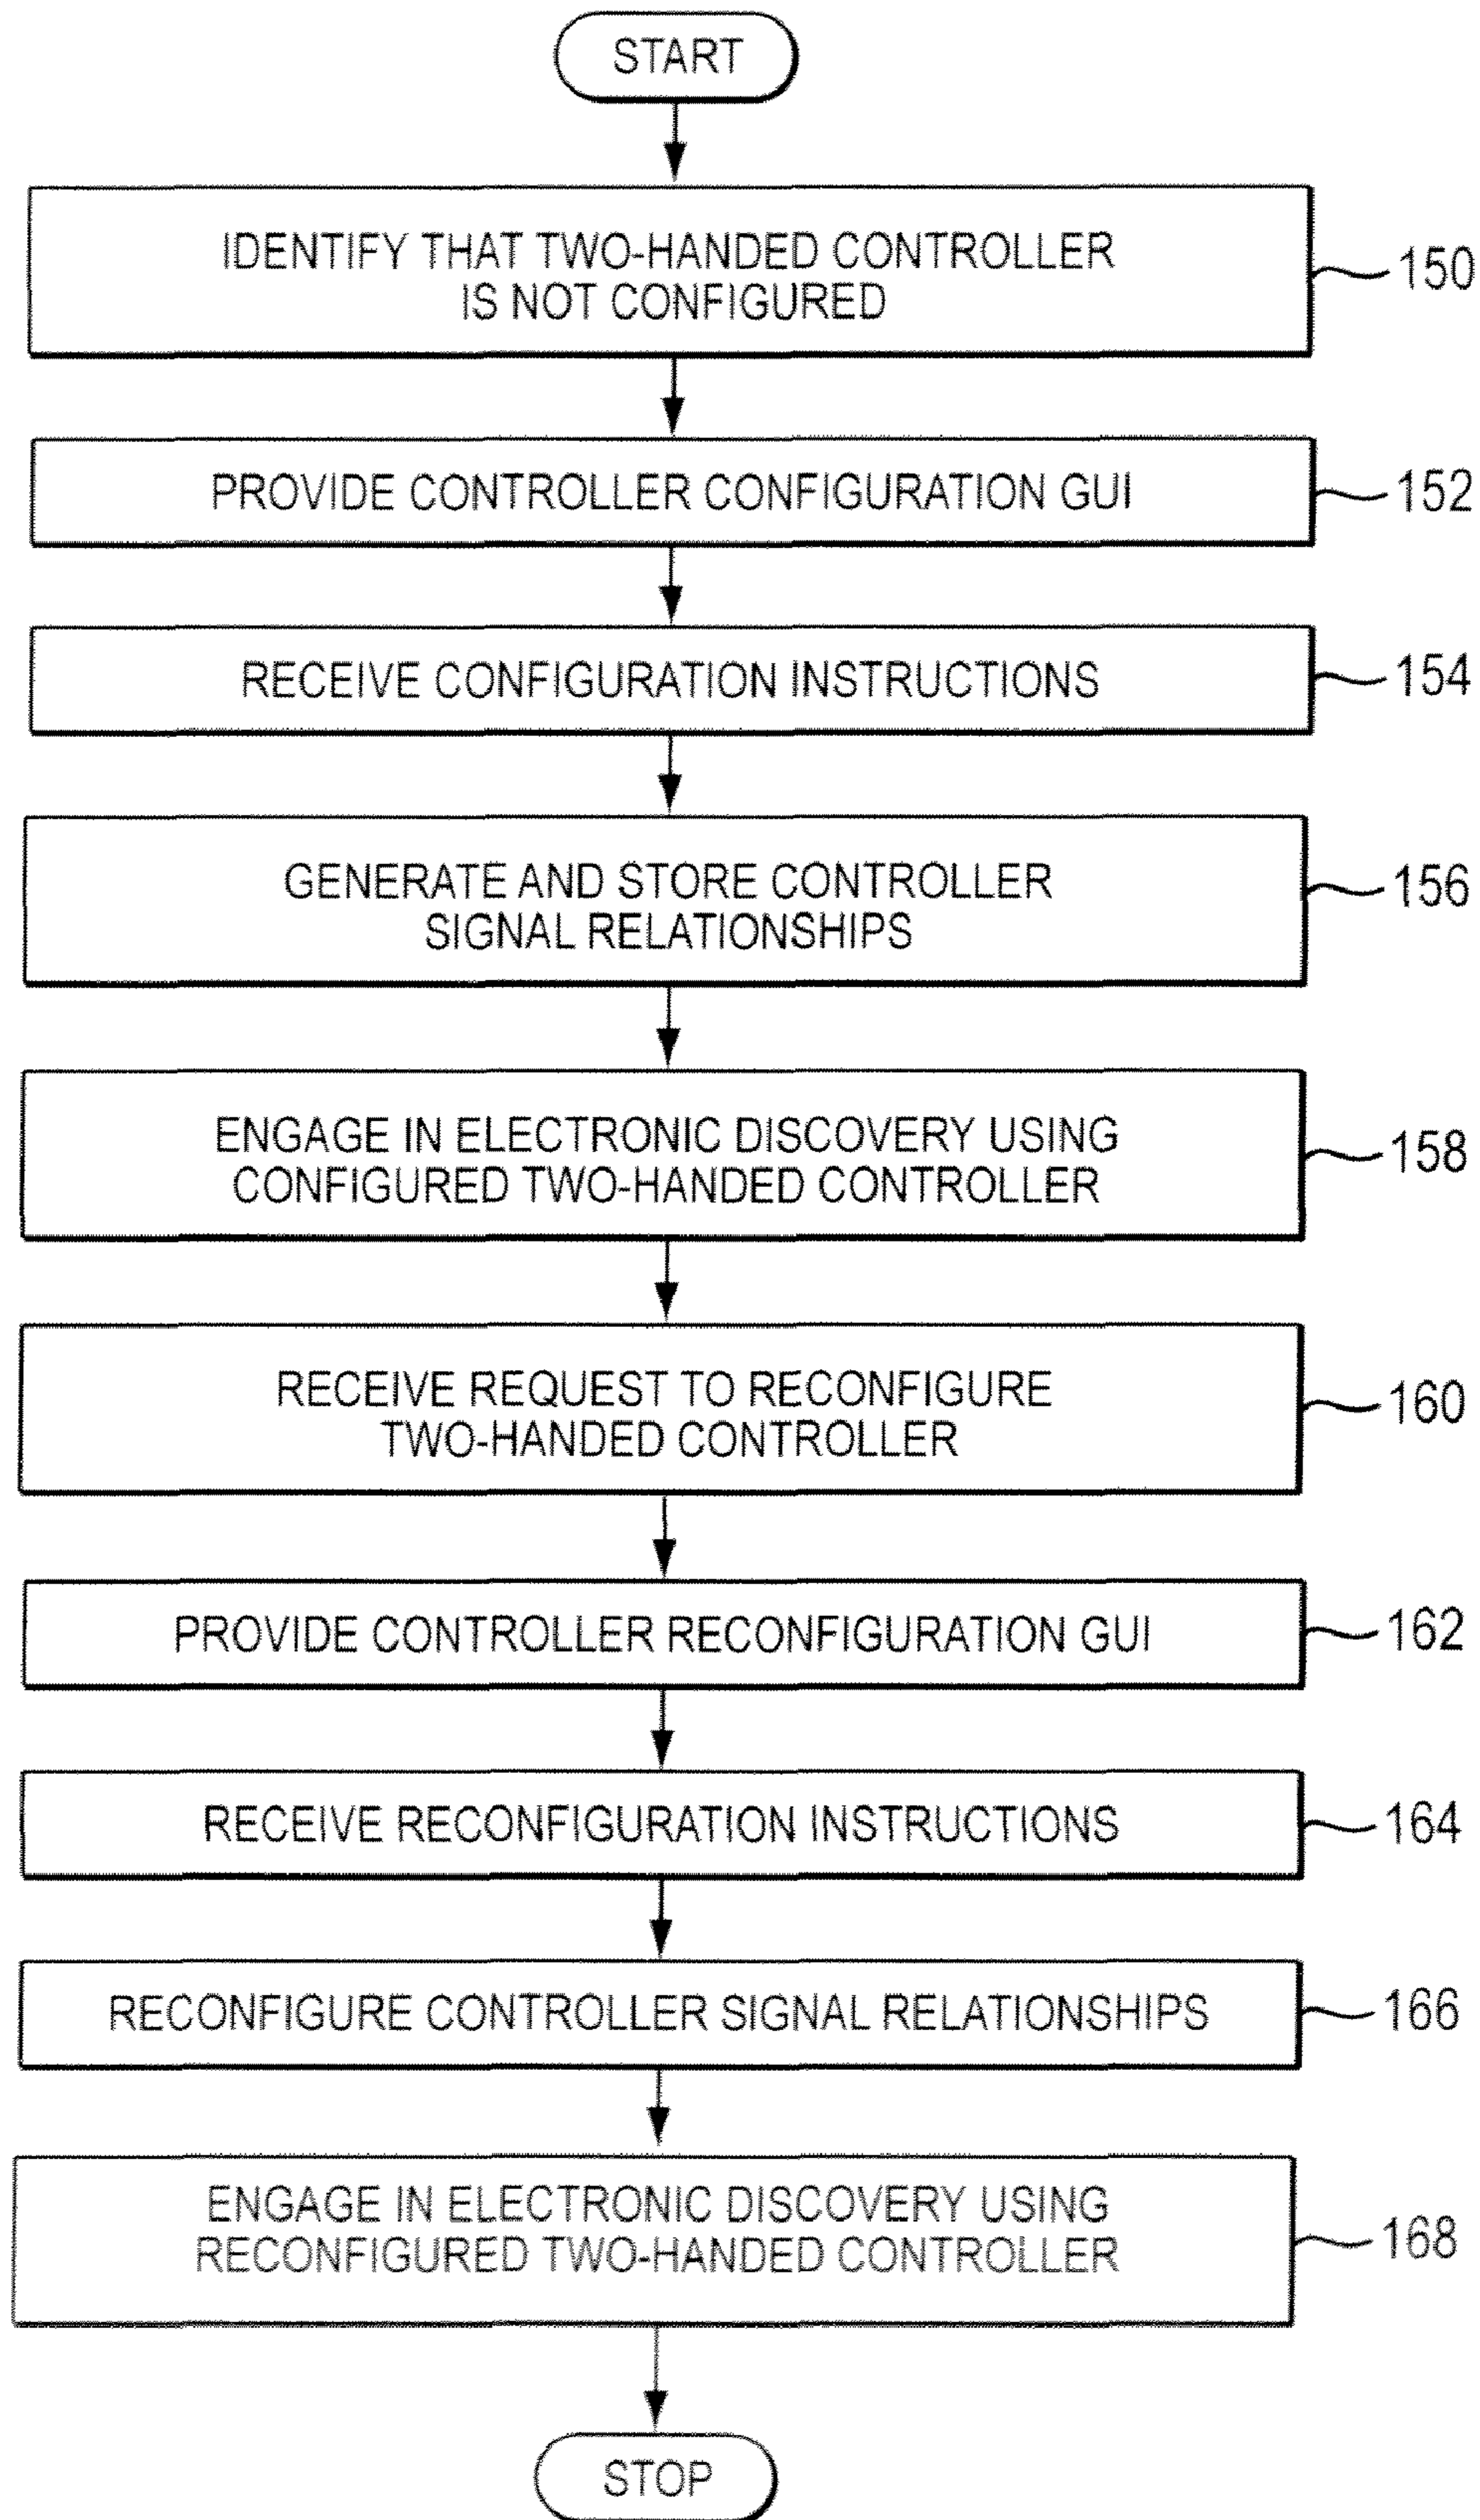 START
IDENTIFY THAT TWO-HANDED CONTROLLER
IS NOT CONFIGURED
150
PROVIDE CONTROLLER CONFIGURATION GUI
152
RECEIVE CONFIGURATION INSTRUCTIONS
154
GENERATE AND STORE CONTROLLER
SIGNAL RELATIONSHIPS
156
ENGAGE IN ELECTRONIC DISCOVERY USING
CONFIGURED TWO-HANDED CONTROLLER
158
RECEIVE REQUEST TO RECONFIGURE
TWO-HANDED CONTROLLER
160
PROVIDE CONTROLLER RECONFIGURATION GUI
162
RECEIVE RECONFIGURATION INSTRUCTIONS
164
RECONFIGURE CONTROLLER SIGNAL RELATIONSHIPS
166
ENGAGE IN ELECTRONIC DISCOVERY USING
RECONFIGURED TWO-HANDED CONTROLLER
168
STOP